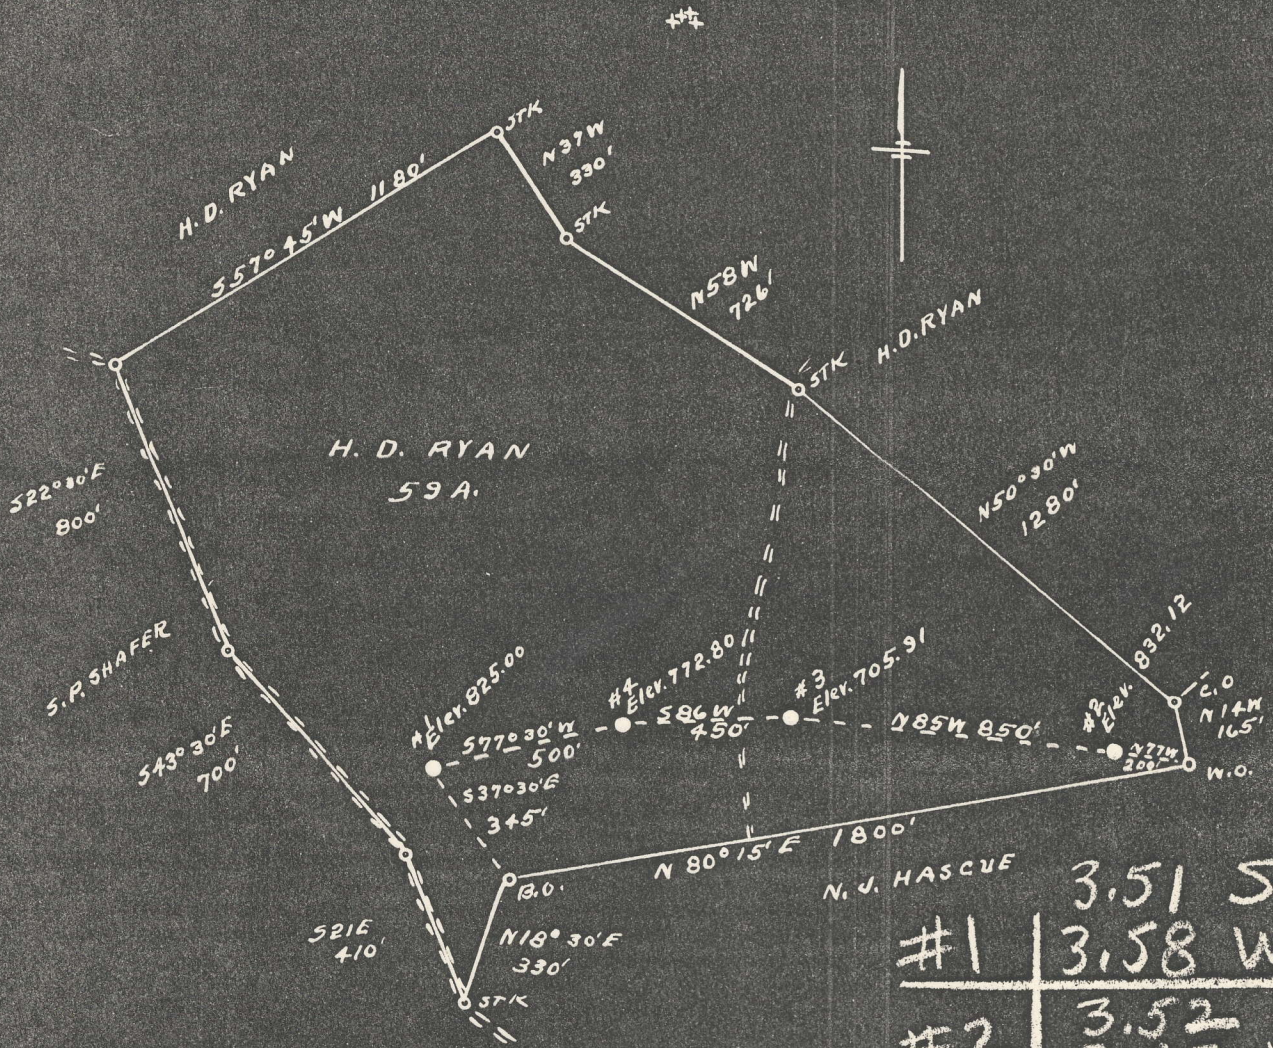 STK
N37W
330'
H.D. RYAN
S57°45'W 1180'
STK
N58W
726'
STK H.D. RYAN
H. D. RYAN
59 A.
S22°30'E
800'
N50°30'W
1280'
S.P. SHAFER
832.12
#1
Elev. 825.00
#4
Elev. 772.80
#3
Elev. 705.91
#2
Elev.
C.O
N14W
165'
S77°30'W
500'
S86W
450'
N85W 850'
N77W
200'
W.O.
S43°30'E
700'
S37°30'E
345'
N 80°15'E 1800'
B.O.
N. J. HASCUE
S21E
410'
N18°30'E
330'
STK
3.51 S
#1 3.58 W
3.52
#2